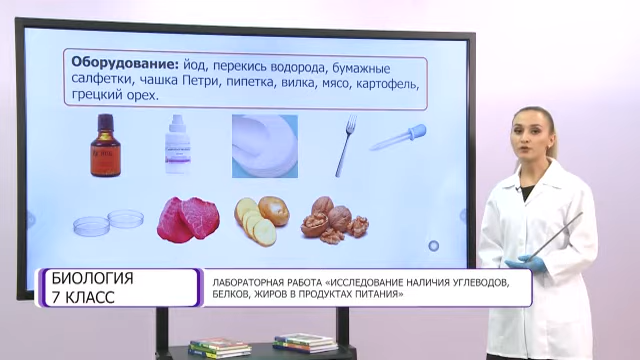 Оборудование: йод, перекись водорода, бумажные
салфетки, чашка Петри, пипетка, вилка, мясо, картофель,
грецкий орех.
БИОЛОГИЯ
7 КЛАСС
ЛАБОРАТОРНАЯ РАБОТА «ИССЛЕДОВАНИЕ НАЛИЧИЯ УГЛЕВОДОВ,
БЕЛКОВ, ЖИРОВ В ПРОДУКТАХ ПИТАНИЯ»